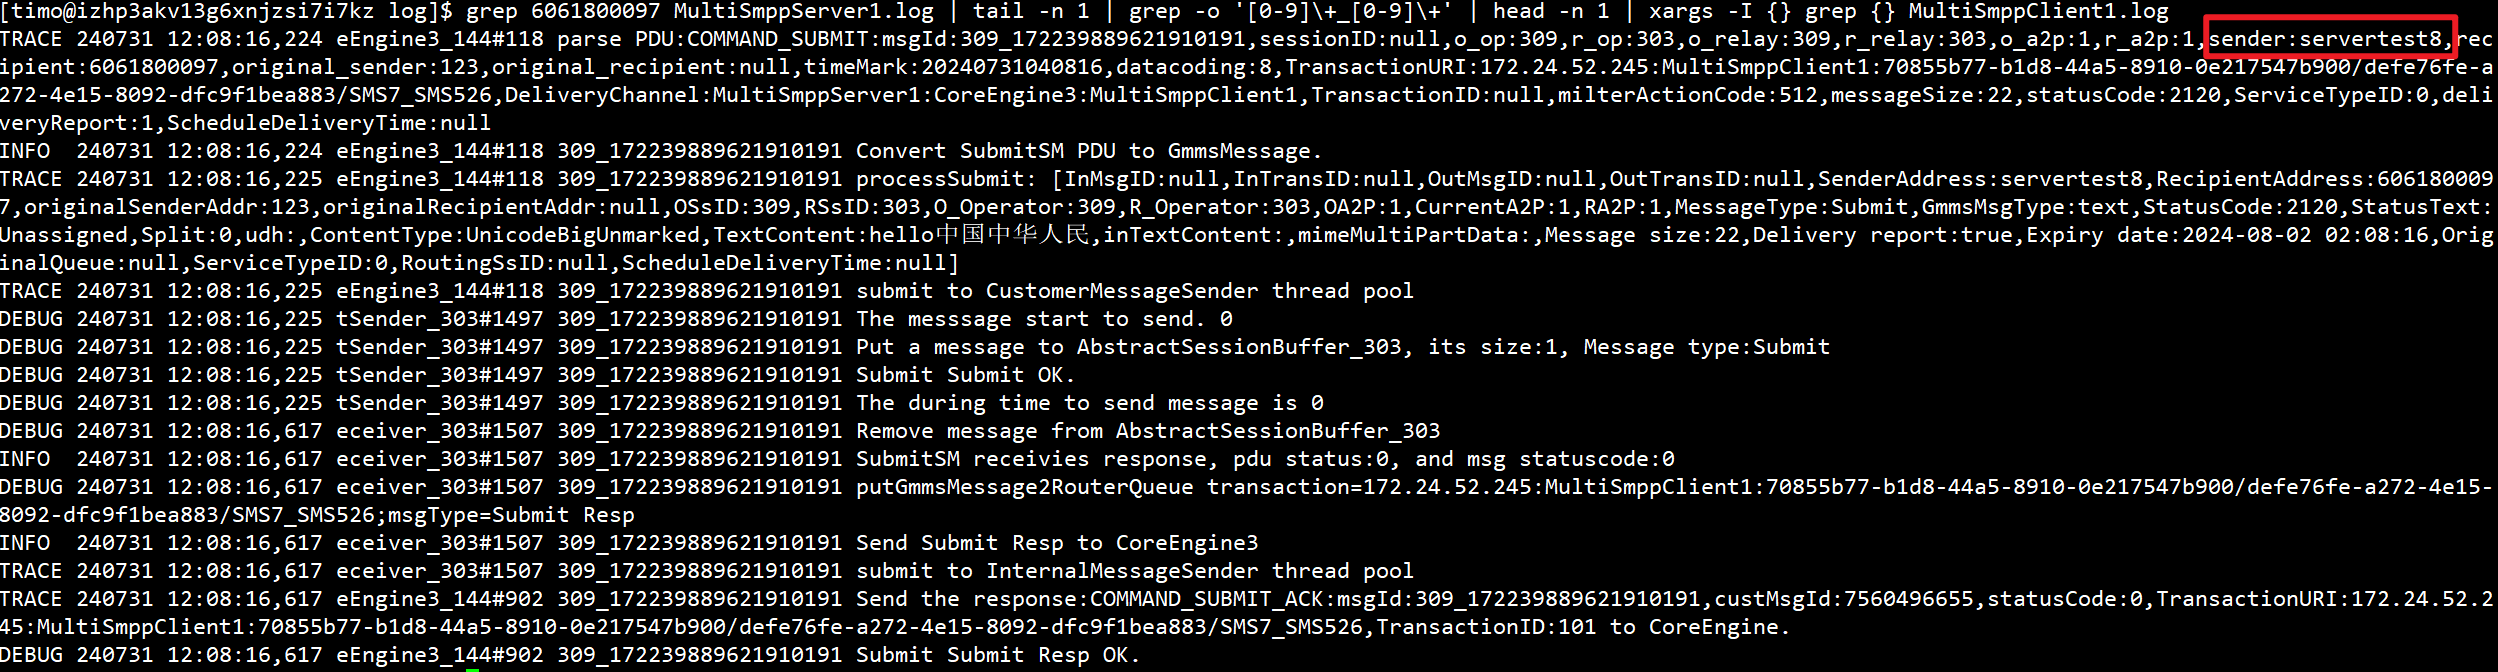 [timo@izhp3akv13g6xnjzsi7i7kz log]$ grep 6061800097 MultiSmppServer1.log | tail -n 1 | grep -o '[0-9]\+_[0-9]\+' | head -n 1 | xargs -I {} grep {} MultiSmppClient1.log
TRACE 240731 12:08:16,224 eEngine3_144#118 parse PDU:COMMAND_SUBMIT:msgId:309_172239889621910191,sessionID:null,o_op:309,r_op:303,o_relay:309,r_relay:303,o_a2p:1,r_a2p:1,sender:servertest8,rec
ipient:6061800097,original_sender:123,original_recipient:null,timeMark:20240731040816,datacoding:8,TransactionURI:172.24.52.245:MultiSmppClient1:70855b77-b1d8-44a5-8910-0e217547b900/defe76fe-a
272-4e15-8092-dfc9f1bea883/SMS7_SMS526,DeliveryChannel:MultiSmppServer1:CoreEngine3:MultiSmppClient1,TransactionID:null,milterActionCode:512,messageSize:22,statusCode:2120,ServiceTypeID:0,deli
veryReport:1,ScheduleDeliveryTime:null
INFO  240731 12:08:16,224 eEngine3_144#118 309_172239889621910191 Convert SubmitSM PDU to GmmsMessage.
TRACE 240731 12:08:16,225 eEngine3_144#118 309_172239889621910191 processSubmit: [InMsgID:null,InTransID:null,OutMsgID:null,OutTransID:null,SenderAddress:servertest8,RecipientAddress:606180009
7,originalSenderAddr:123,originalRecipientAddr:null,OSsID:309,RSsID:303,O_Operator:309,R_Operator:303,OA2P:1,CurrentA2P:1,RA2P:1,MessageType:Submit,GmmsMsgType:text,StatusCode:2120,StatusText:
Unassigned,Split:0,udh:,ContentType:UnicodeBigUnmarked,TextContent:hello中国中华人民,inTextContent:,mimeMultiPartData:,Message size:22,Delivery report:true,Expiry date:2024-08-02 02:08:16,Orig
inalQueue:null,ServiceTypeID:0,RoutingSsID:null,ScheduleDeliveryTime:null]
TRACE 240731 12:08:16,225 eEngine3_144#118 309_172239889621910191 submit to CustomerMessageSender thread pool
DEBUG 240731 12:08:16,225 tSender_303#1497 309_172239889621910191 The messsage start to send. 0
DEBUG 240731 12:08:16,225 tSender_303#1497 309_172239889621910191 Put a message to AbstractSessionBuffer_303, its size:1, Message type:Submit
DEBUG 240731 12:08:16,225 tSender_303#1497 309_172239889621910191 Submit Submit OK.
DEBUG 240731 12:08:16,225 tSender_303#1497 309_172239889621910191 The during time to send message is 0
DEBUG 240731 12:08:16,617 eceiver_303#1507 309_172239889621910191 Remove message from AbstractSessionBuffer_303
INFO  240731 12:08:16,617 eceiver_303#1507 309_172239889621910191 SubmitSM receivies response, pdu status:0, and msg statuscode:0
DEBUG 240731 12:08:16,617 eceiver_303#1507 309_172239889621910191 putGmmsMessage2RouterQueue transaction=172.24.52.245:MultiSmppClient1:70855b77-b1d8-44a5-8910-0e217547b900/defe76fe-a272-4e15-
8092-dfc9f1bea883/SMS7_SMS526;msgType=Submit Resp
INFO  240731 12:08:16,617 eceiver_303#1507 309_172239889621910191 Send Submit Resp to CoreEngine3
TRACE 240731 12:08:16,617 eceiver_303#1507 309_172239889621910191 submit to InternalMessageSender thread pool
TRACE 240731 12:08:16,617 eEngine3_144#902 309_172239889621910191 Send the response:COMMAND_SUBMIT_ACK:msgId:309_172239889621910191,custMsgId:7560496655,statusCode:0,TransactionURI:172.24.52.2
45:MultiSmppClient1:70855b77-b1d8-44a5-8910-0e217547b900/defe76fe-a272-4e15-8092-dfc9f1bea883/SMS7_SMS526,TransactionID:101 to CoreEngine.
DEBUG 240731 12:08:16,617 eEngine3_144#902 309_172239889621910191 Submit Submit Resp OK.